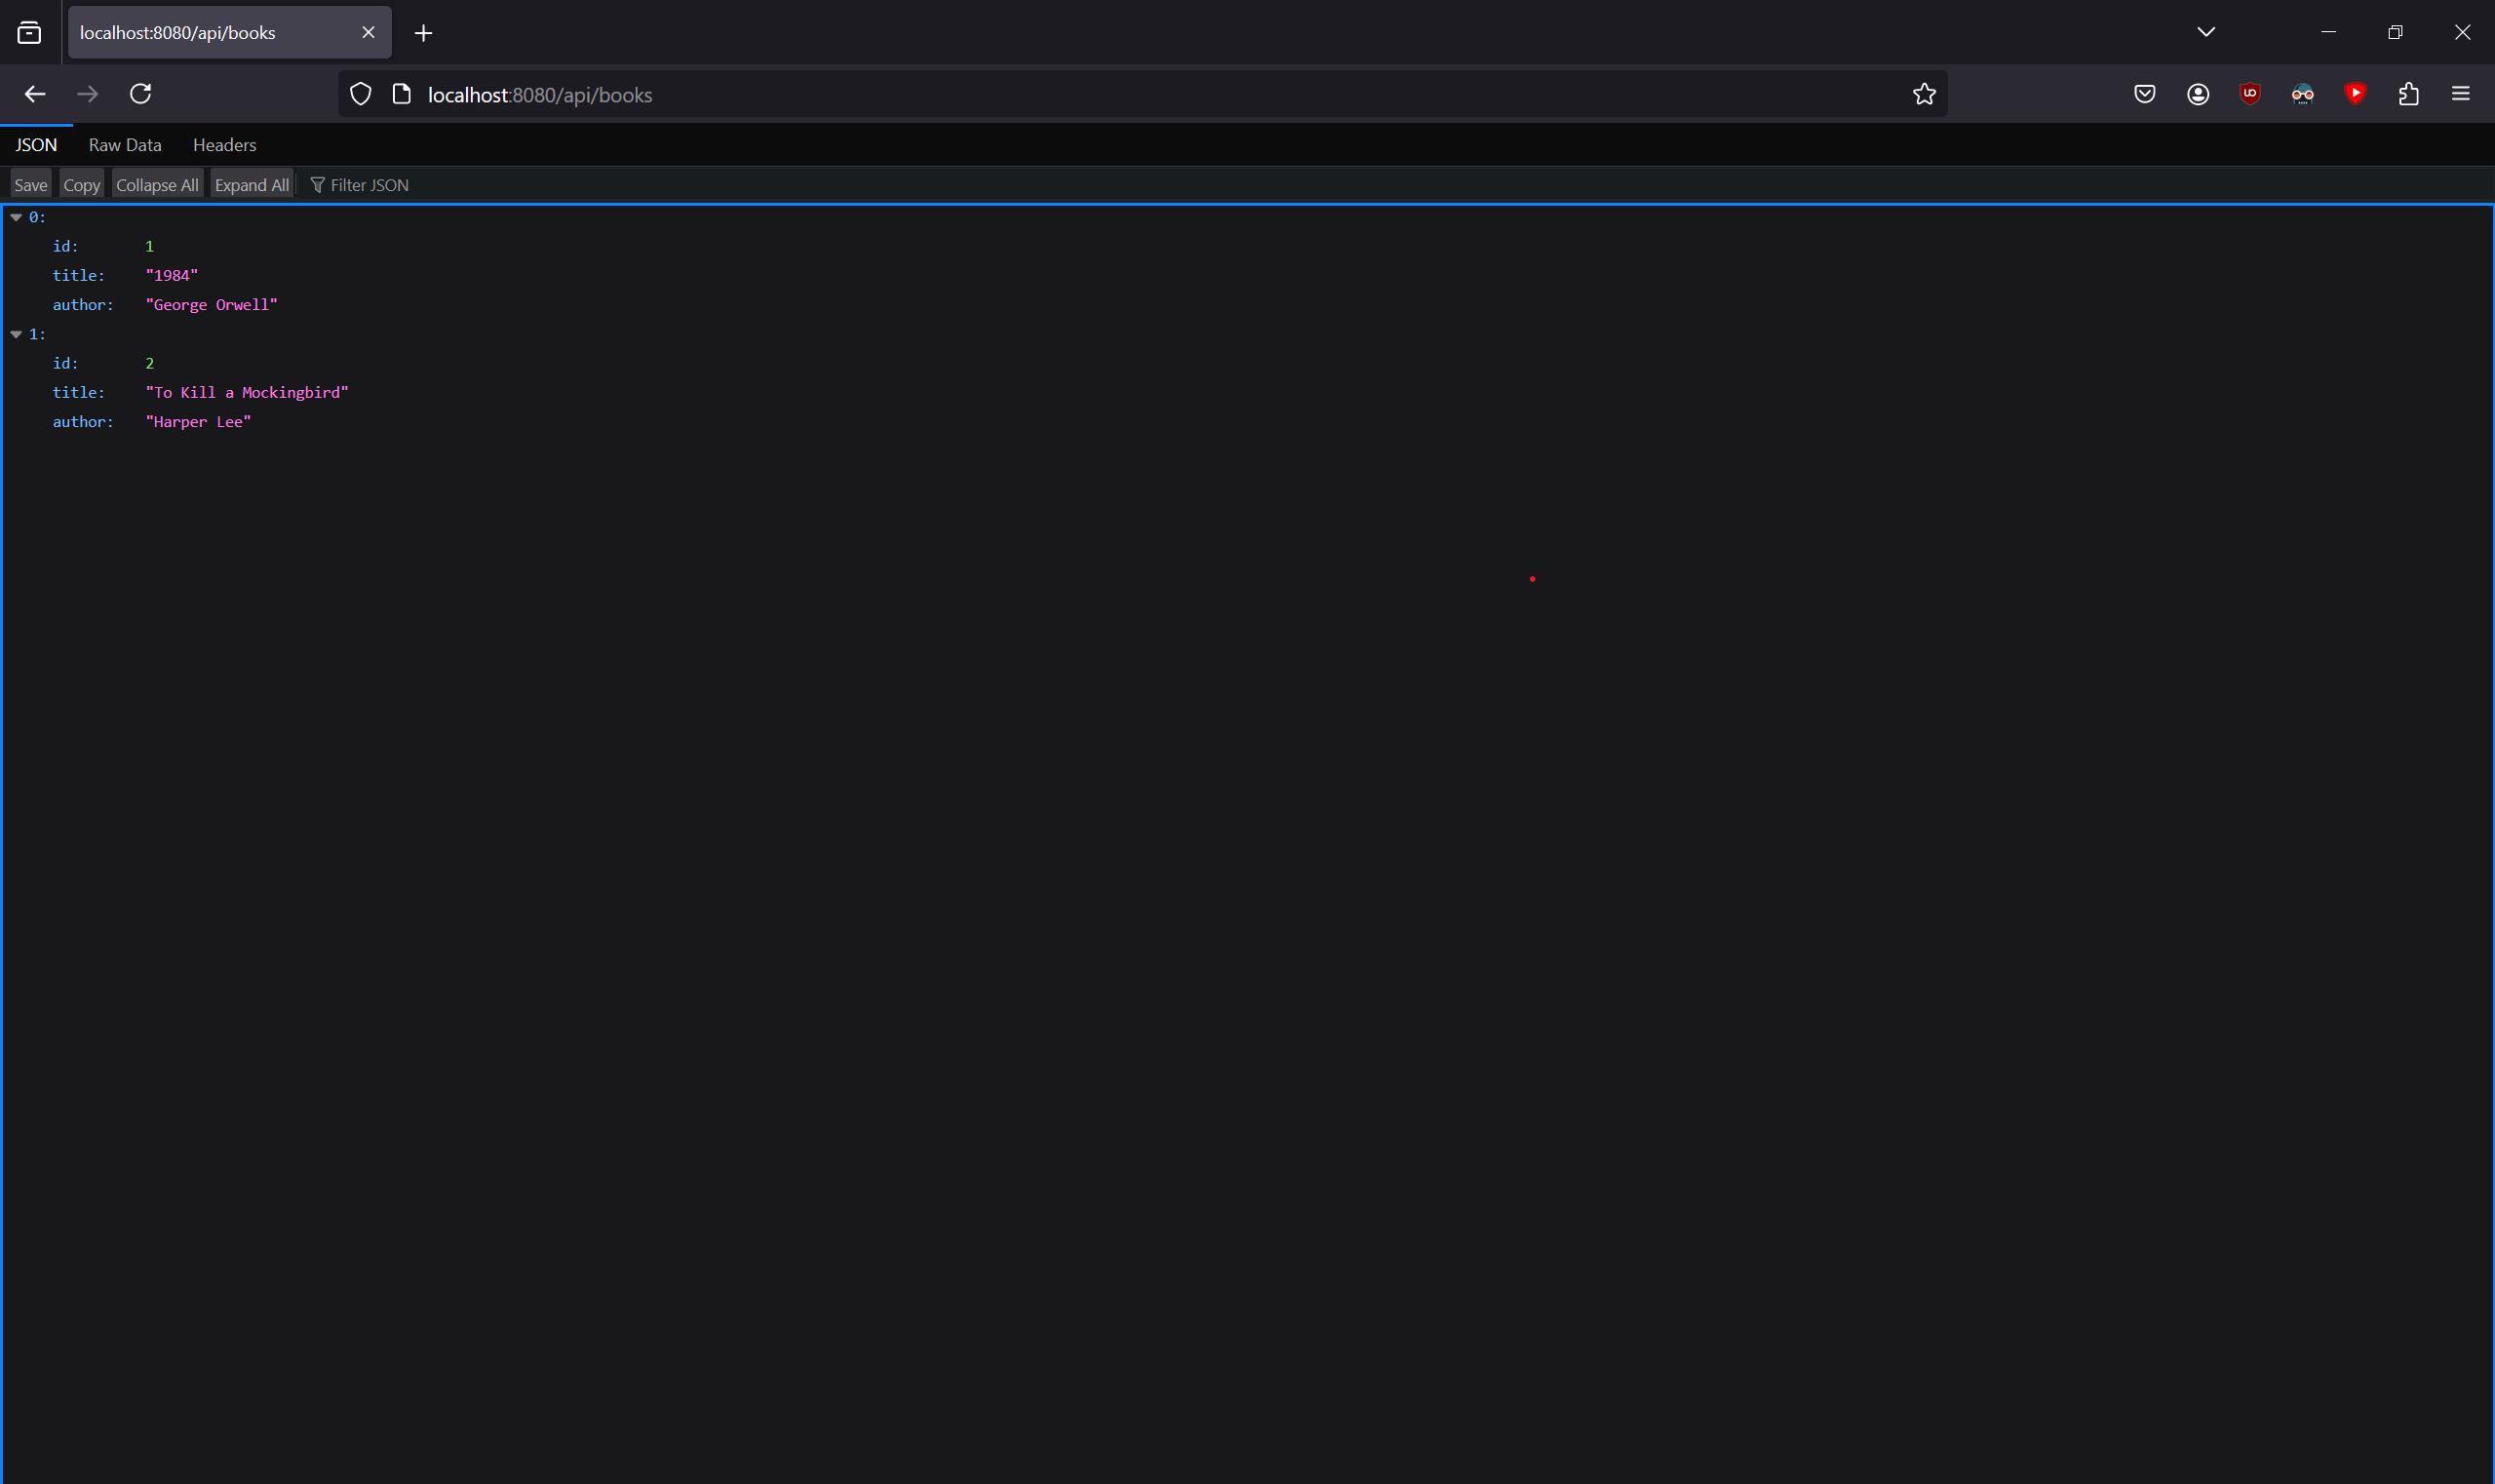 localhost:8080/api/books
localhost:8080/api/books
JSON Raw Data Headers
Save Copy Collapse All Expand All Filter JSON
0:
id: 1
title: "1984"
author: "George Orwell"
1:
id: 2
title: "To Kill a Mockingbird"
author: "Harper Lee"